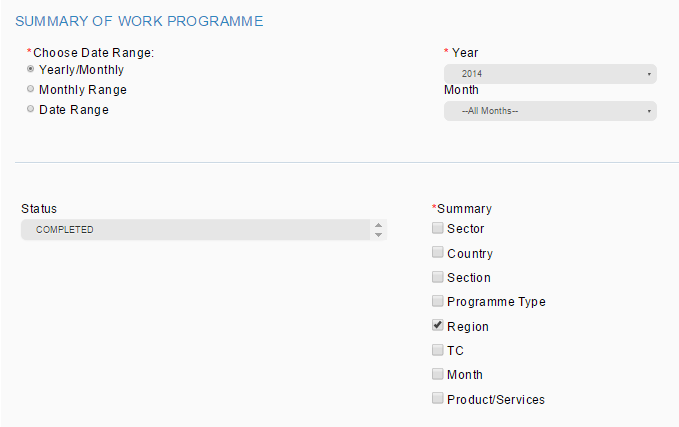 SUMMARY OF WORK PROGRAMME
*Choose Date Range:
Yearly/Monthly
Monthly Range
Date Range
* Year
2014
Month
--All Months--
Status
COMPLETED
*Summary
Sector
Country
Section
Programme Type
Region
TC
Month
Product/Services